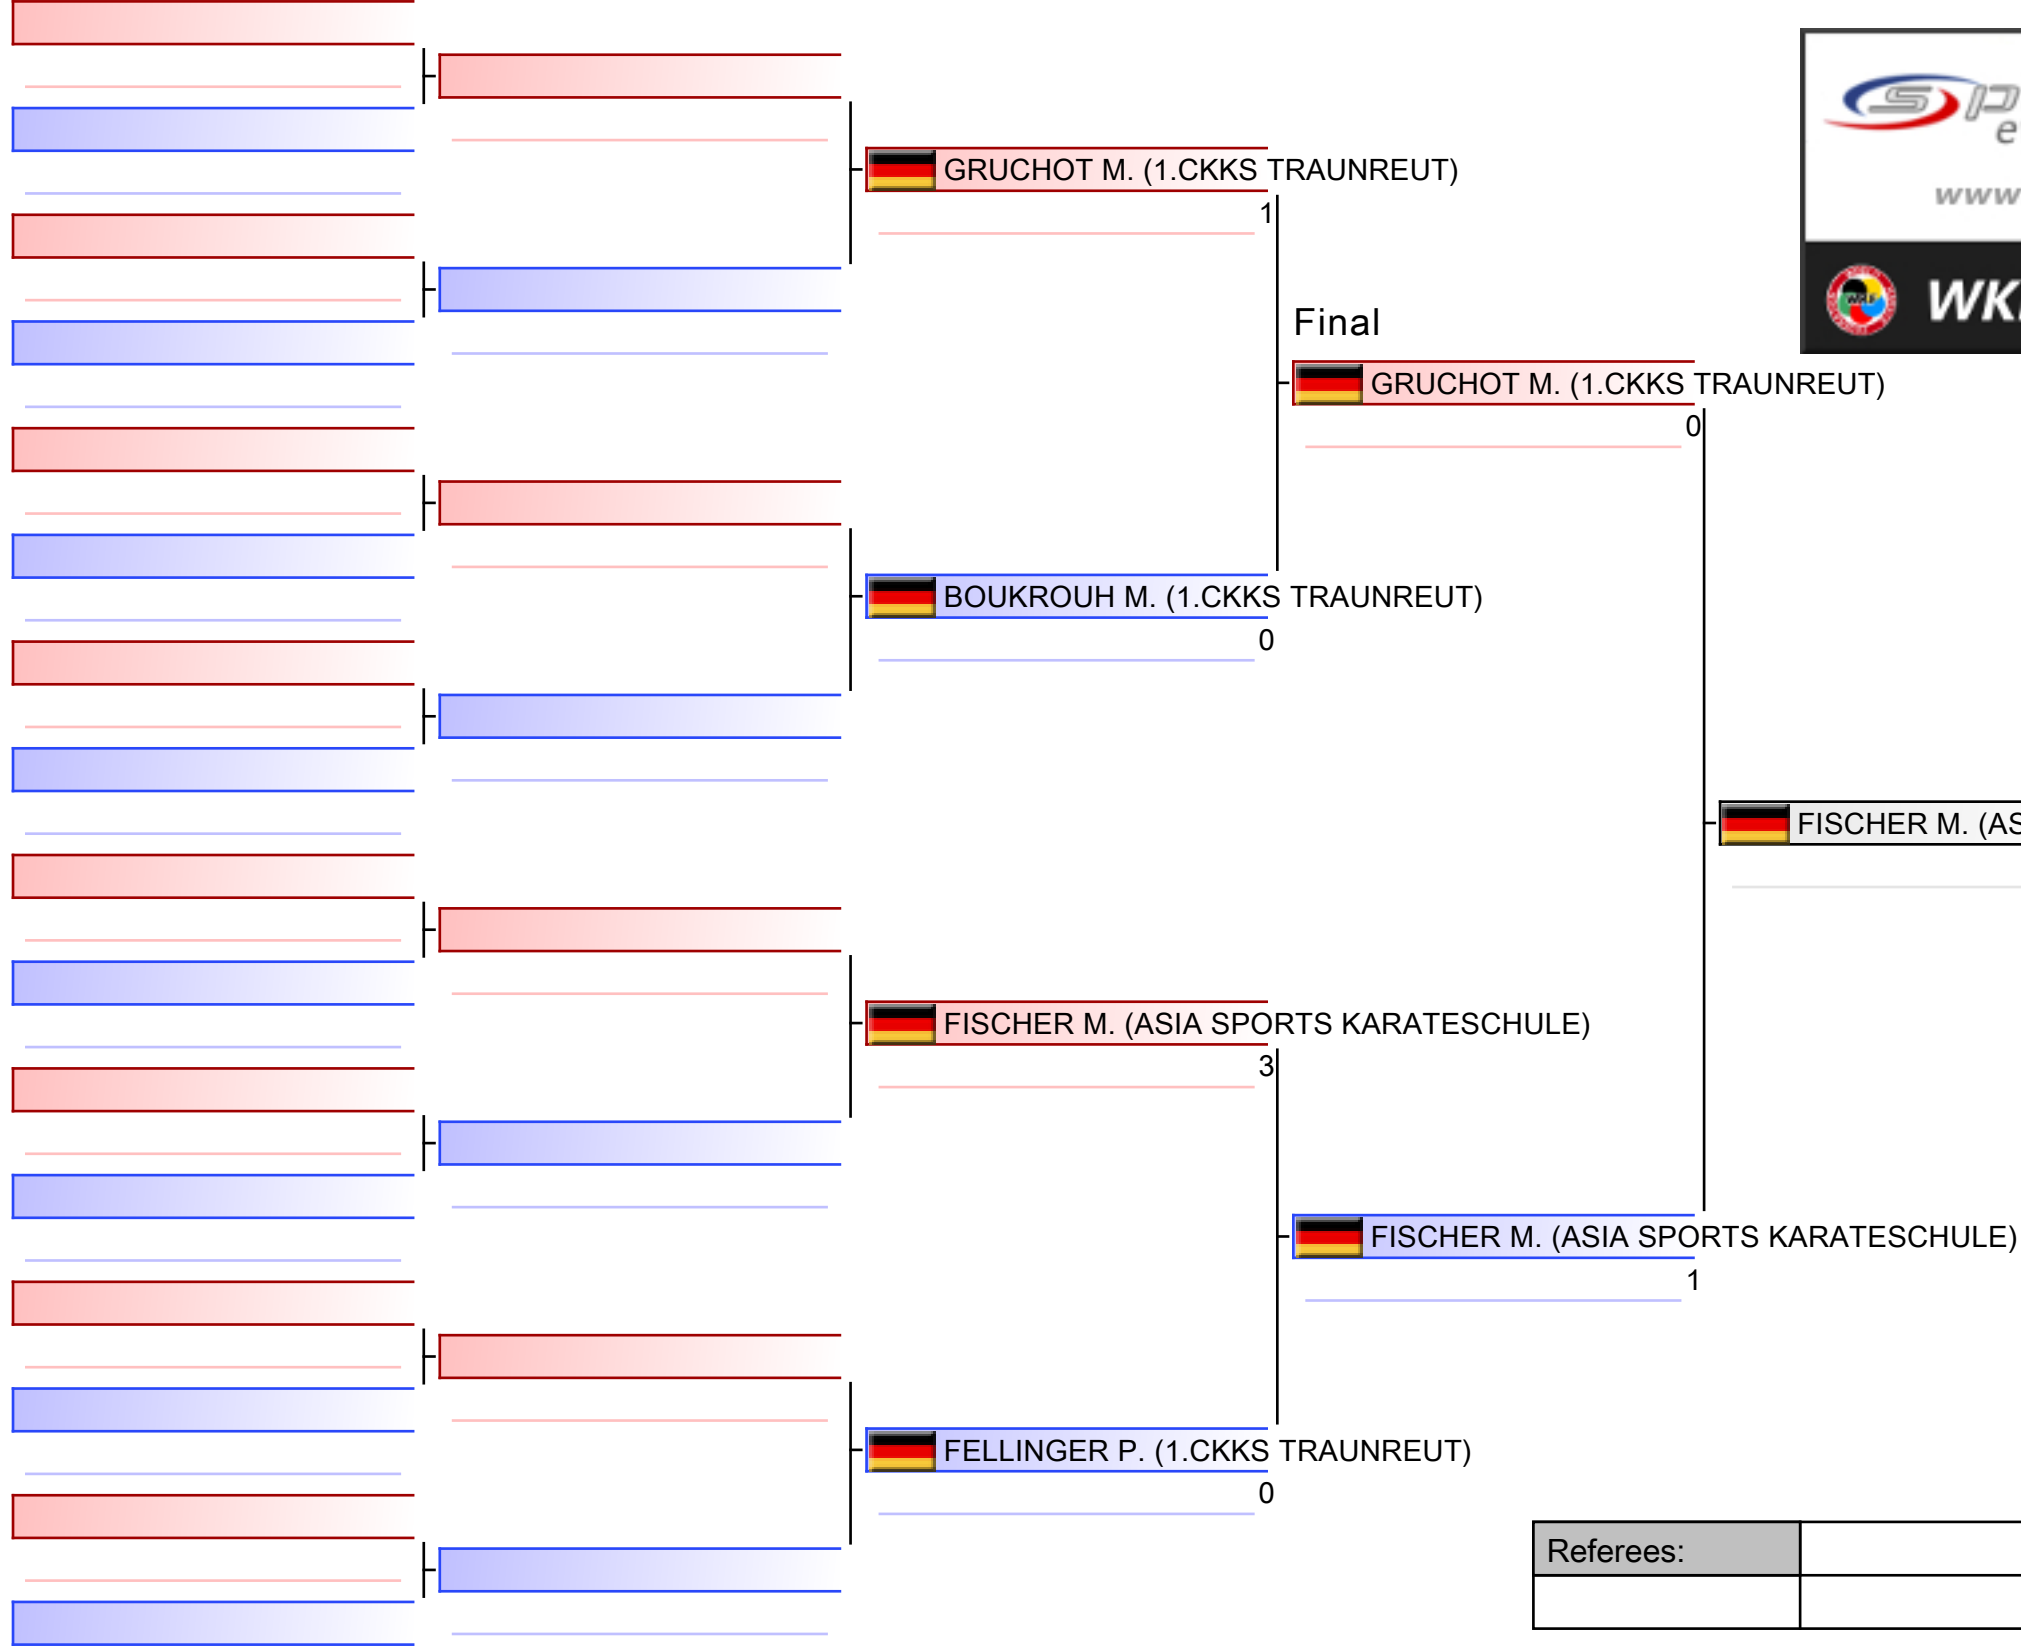 GRUCHOT M. (1.CKKS TRAUNREUT)
1
Final
GRUCHOT M. (1.CKKS TRAUNREUT)
0
BOUKROUH M. (1.CKKS TRAUNREUT)
0
FISCHER M. (AS
FISCHER M. (ASIA SPORTS KARATESCHULE)
3
FISCHER M. (ASIA SPORTS KARATESCHULE)
1
FELLINGER P. (1.CKKS TRAUNREUT)
0
Referees:
www